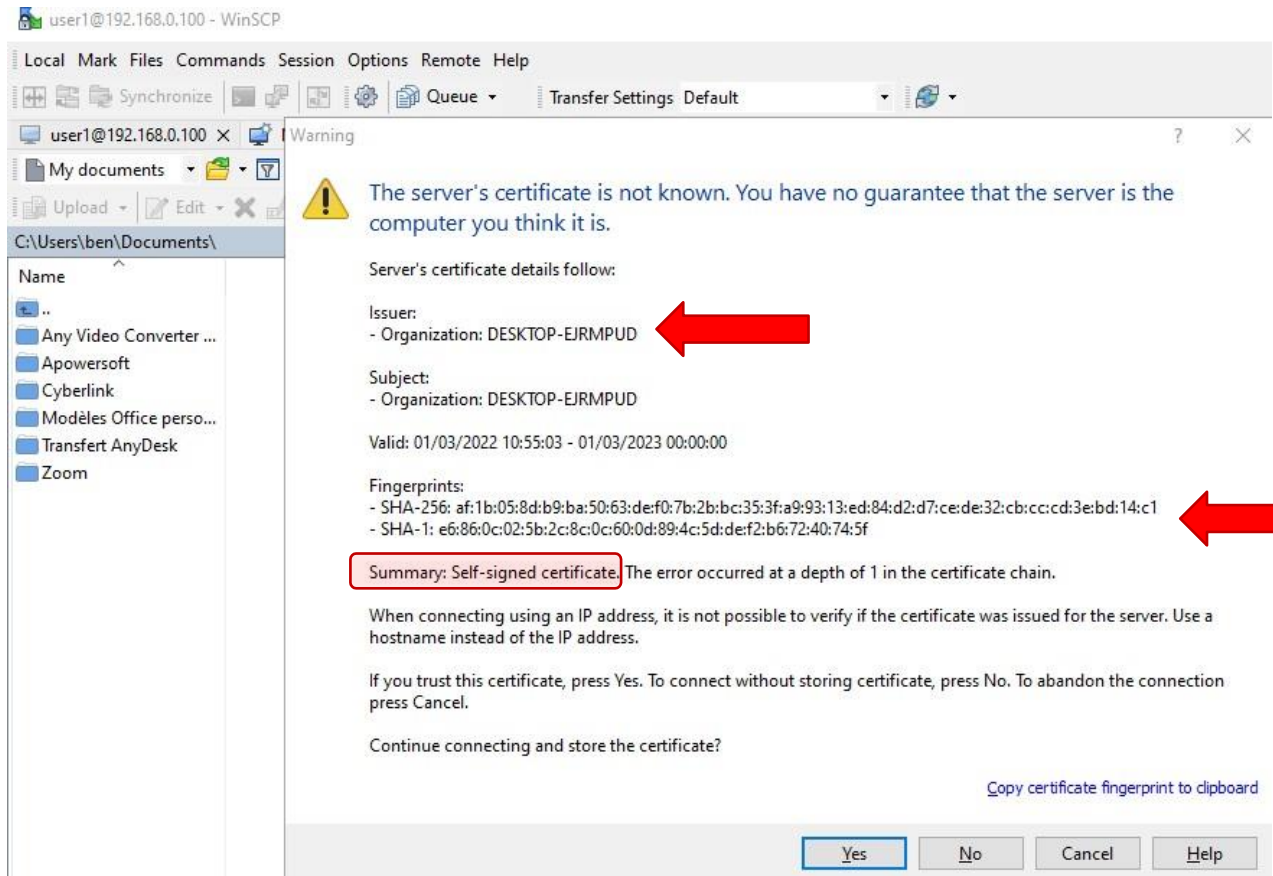 user1@192.168.0.100 - WinSCP
Local Mark Files Commands Session Options Remote Help
Synchronize Queue Transfer Settings Default
user1@192.168.0.100
My documents
Upload Edit
C:\Users\ben\Documents\
Name
..
Any Video Converter ...
Apowersoft
Cyberlink
Modèles Office perso...
Transfert AnyDesk
Zoom
Warning
?
The server's certificate is not known. You have no guarantee that the server is the
computer you think it is.
Server's certificate details follow:
Issuer:
- Organization: DESKTOP-EJRMPUD
Subject:
- Organization: DESKTOP-EJRMPUD
Valid: 01/03/2022 10:55:03 - 01/03/2023 00:00:00
Fingerprints:
- SHA-256: af:1b:05:8d:b9:ba:50:63:de:f0:7b:2b:bc:35:3f:a9:93:13:ed:84:d2:d7:ce:de:32:cb:cc:cd:3e:bd:14:c1
- SHA-1: e6:86:0c:02:5b:2c:8c:0c:60:0d:89:4c:5d:de:f2:b6:72:40:74:5f
Summary: Self-signed certificate. The error occurred at a depth of 1 in the certificate chain.
When connecting using an IP address, it is not possible to verify if the certificate was issued for the server. Use a
hostname instead of the IP address.
If you trust this certificate, press Yes. To connect without storing certificate, press No. To abandon the connection
press Cancel.
Continue connecting and store the certificate?
Copy certificate fingerprint to clipboard
Yes No Cancel Help